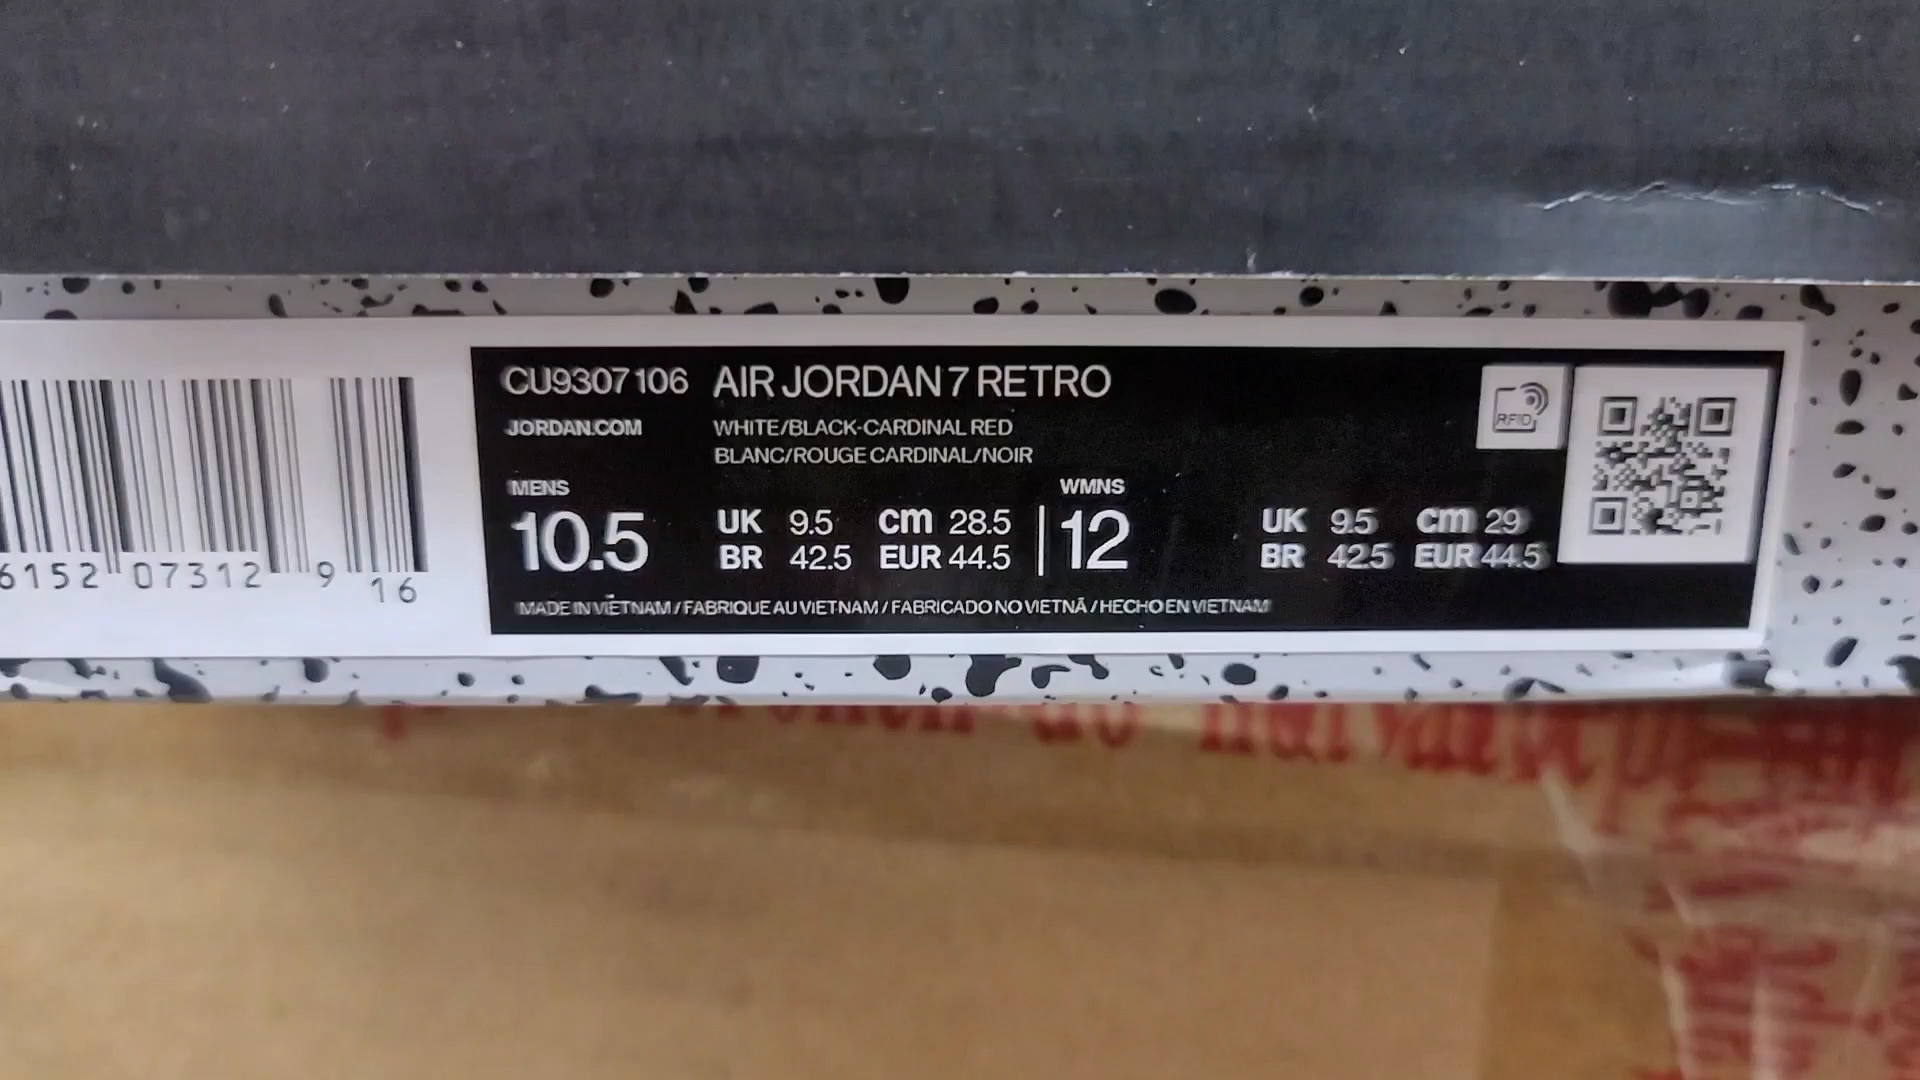 CU9307 106 AIR JORDAN 7 RETRO
JORDAN.COM WHITE/BLACK-CARDINAL RED
BLANC/ROUGE CARDINAL/NOIR
RFID
MENS WMNS
10.5 UK 9.5 cm 28.5 12 UK 9.5 cm 29
BR 42.5 EUR 44.5 BR 42.5 EUR 44.5
MADE IN VIETNAM / FABRIQUE AU VIETNAM / FABRICADO NO VIETNÃ / HECHO EN VIETNAM
6152 07312 9 16